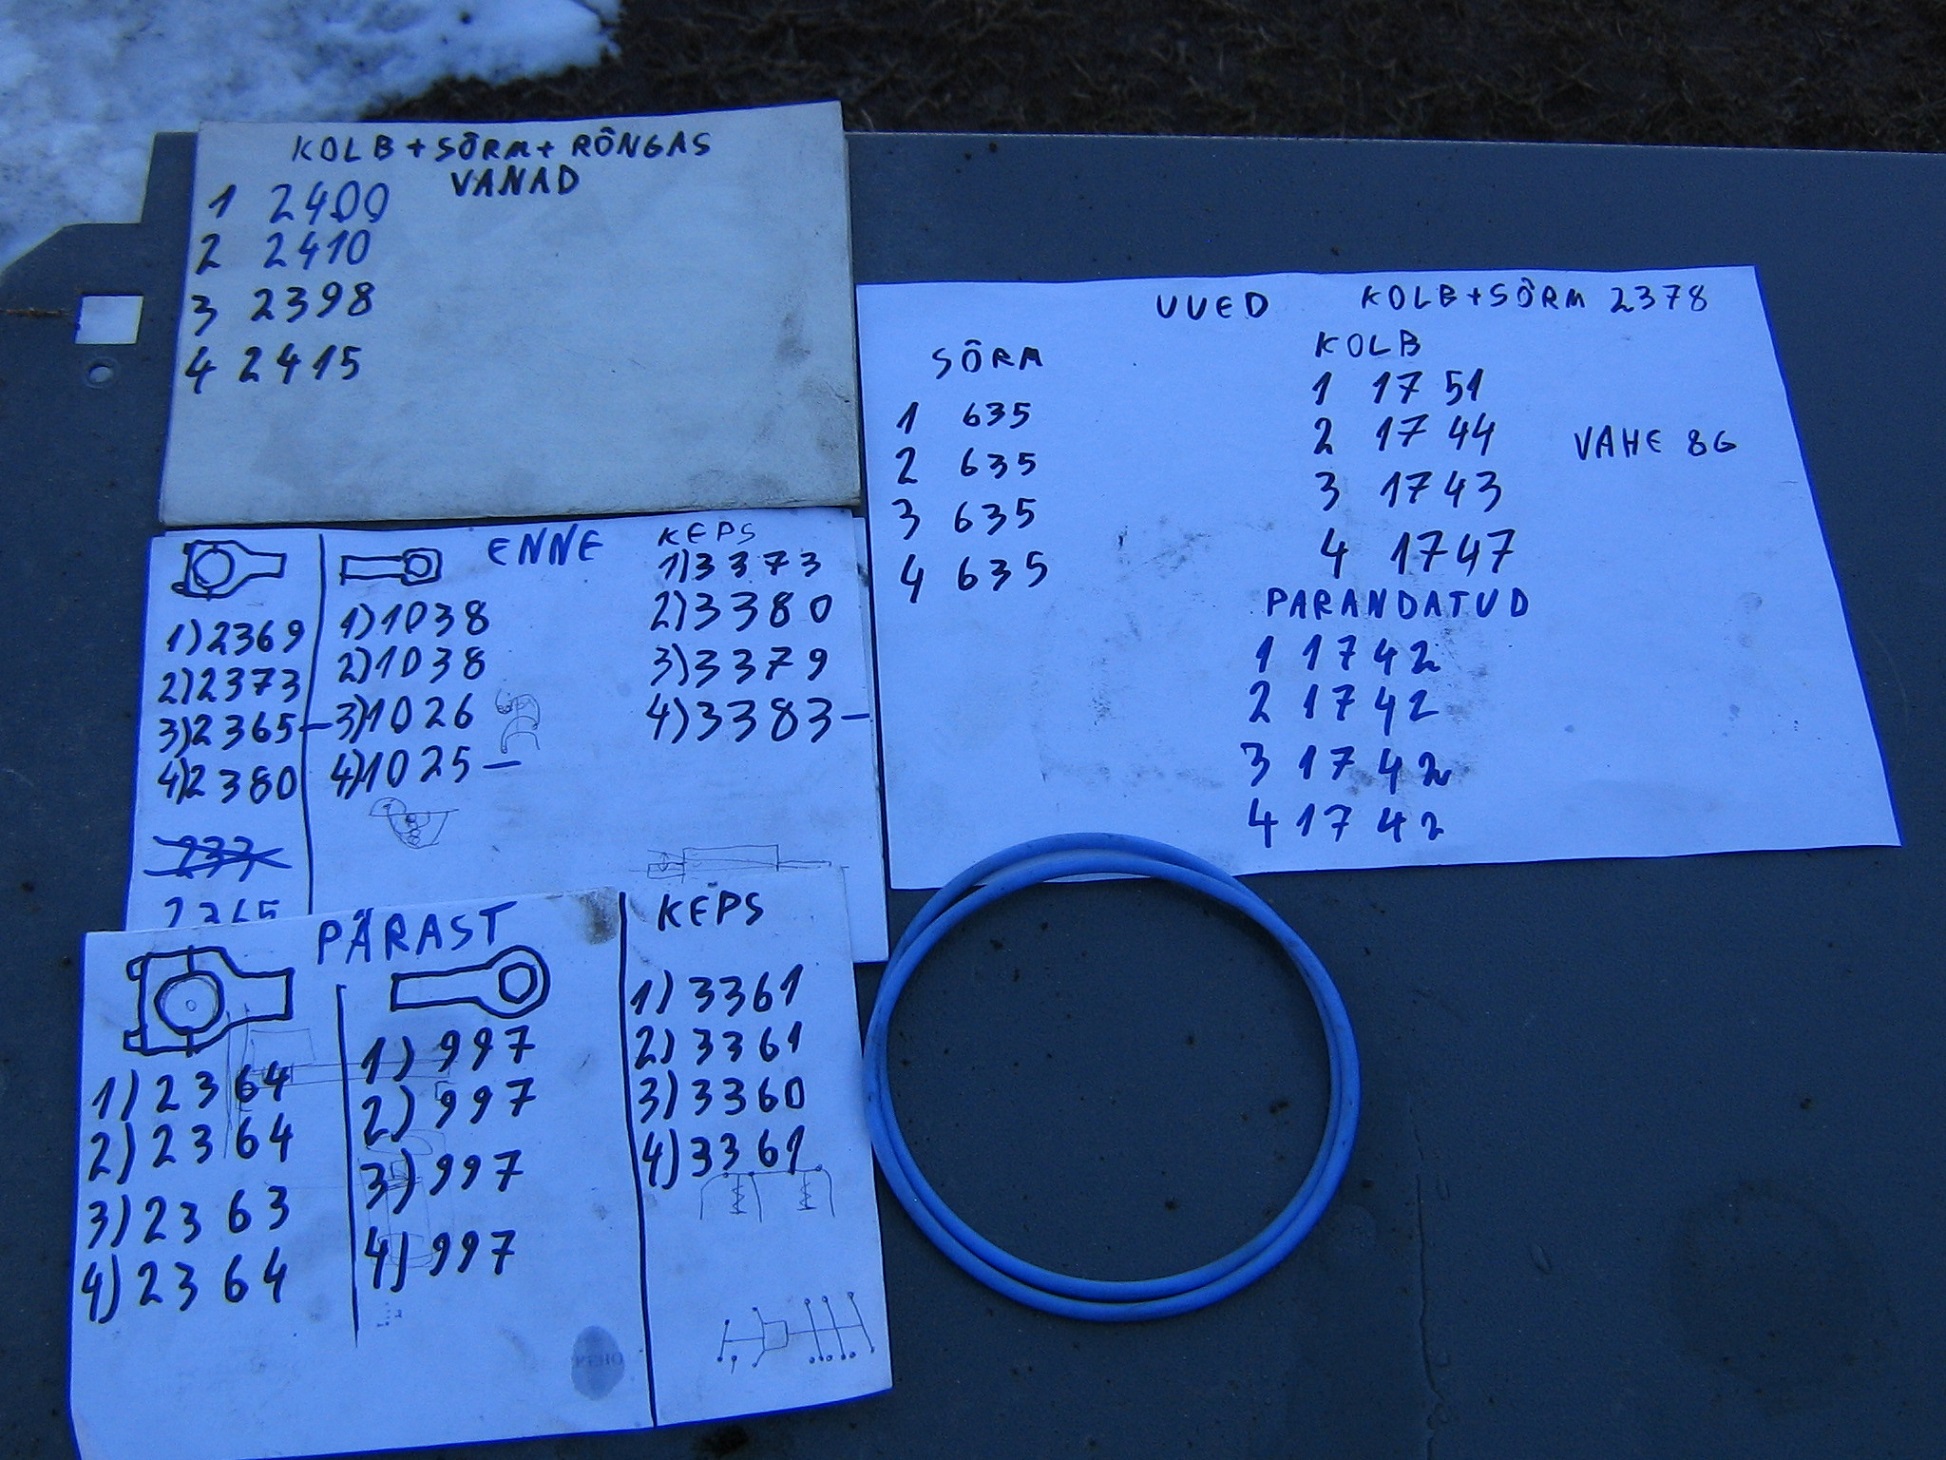 KOLB + SÕRM + RÕNGAS
VANAD
1 2400
2 2410
3 2398
4 2415
UUED KOLB+SÕRM 2378
SÕRM
1 635
2 635
3 635
4 635
KOLB
1 1751
2 1744
3 1743
4 1747
VAHE 8G
PARANDATUD
1 1742
2 1742
3 1742
4 1742
ENNE
1) 2369
2) 2373
3) 2365 –
4) 2380
233
2365
1) 1038
2) 1038
3) 1026
4) 1025 –
KEPS
1) 3373
2) 3380
3) 3379
4) 3383 –
PÄRAST
1) 2364
2) 2364
3) 2363
4) 2364
1) 997
2) 997
3) 997
4) 997
KEPS
1) 3361
2) 3361
3) 3360
4) 3361